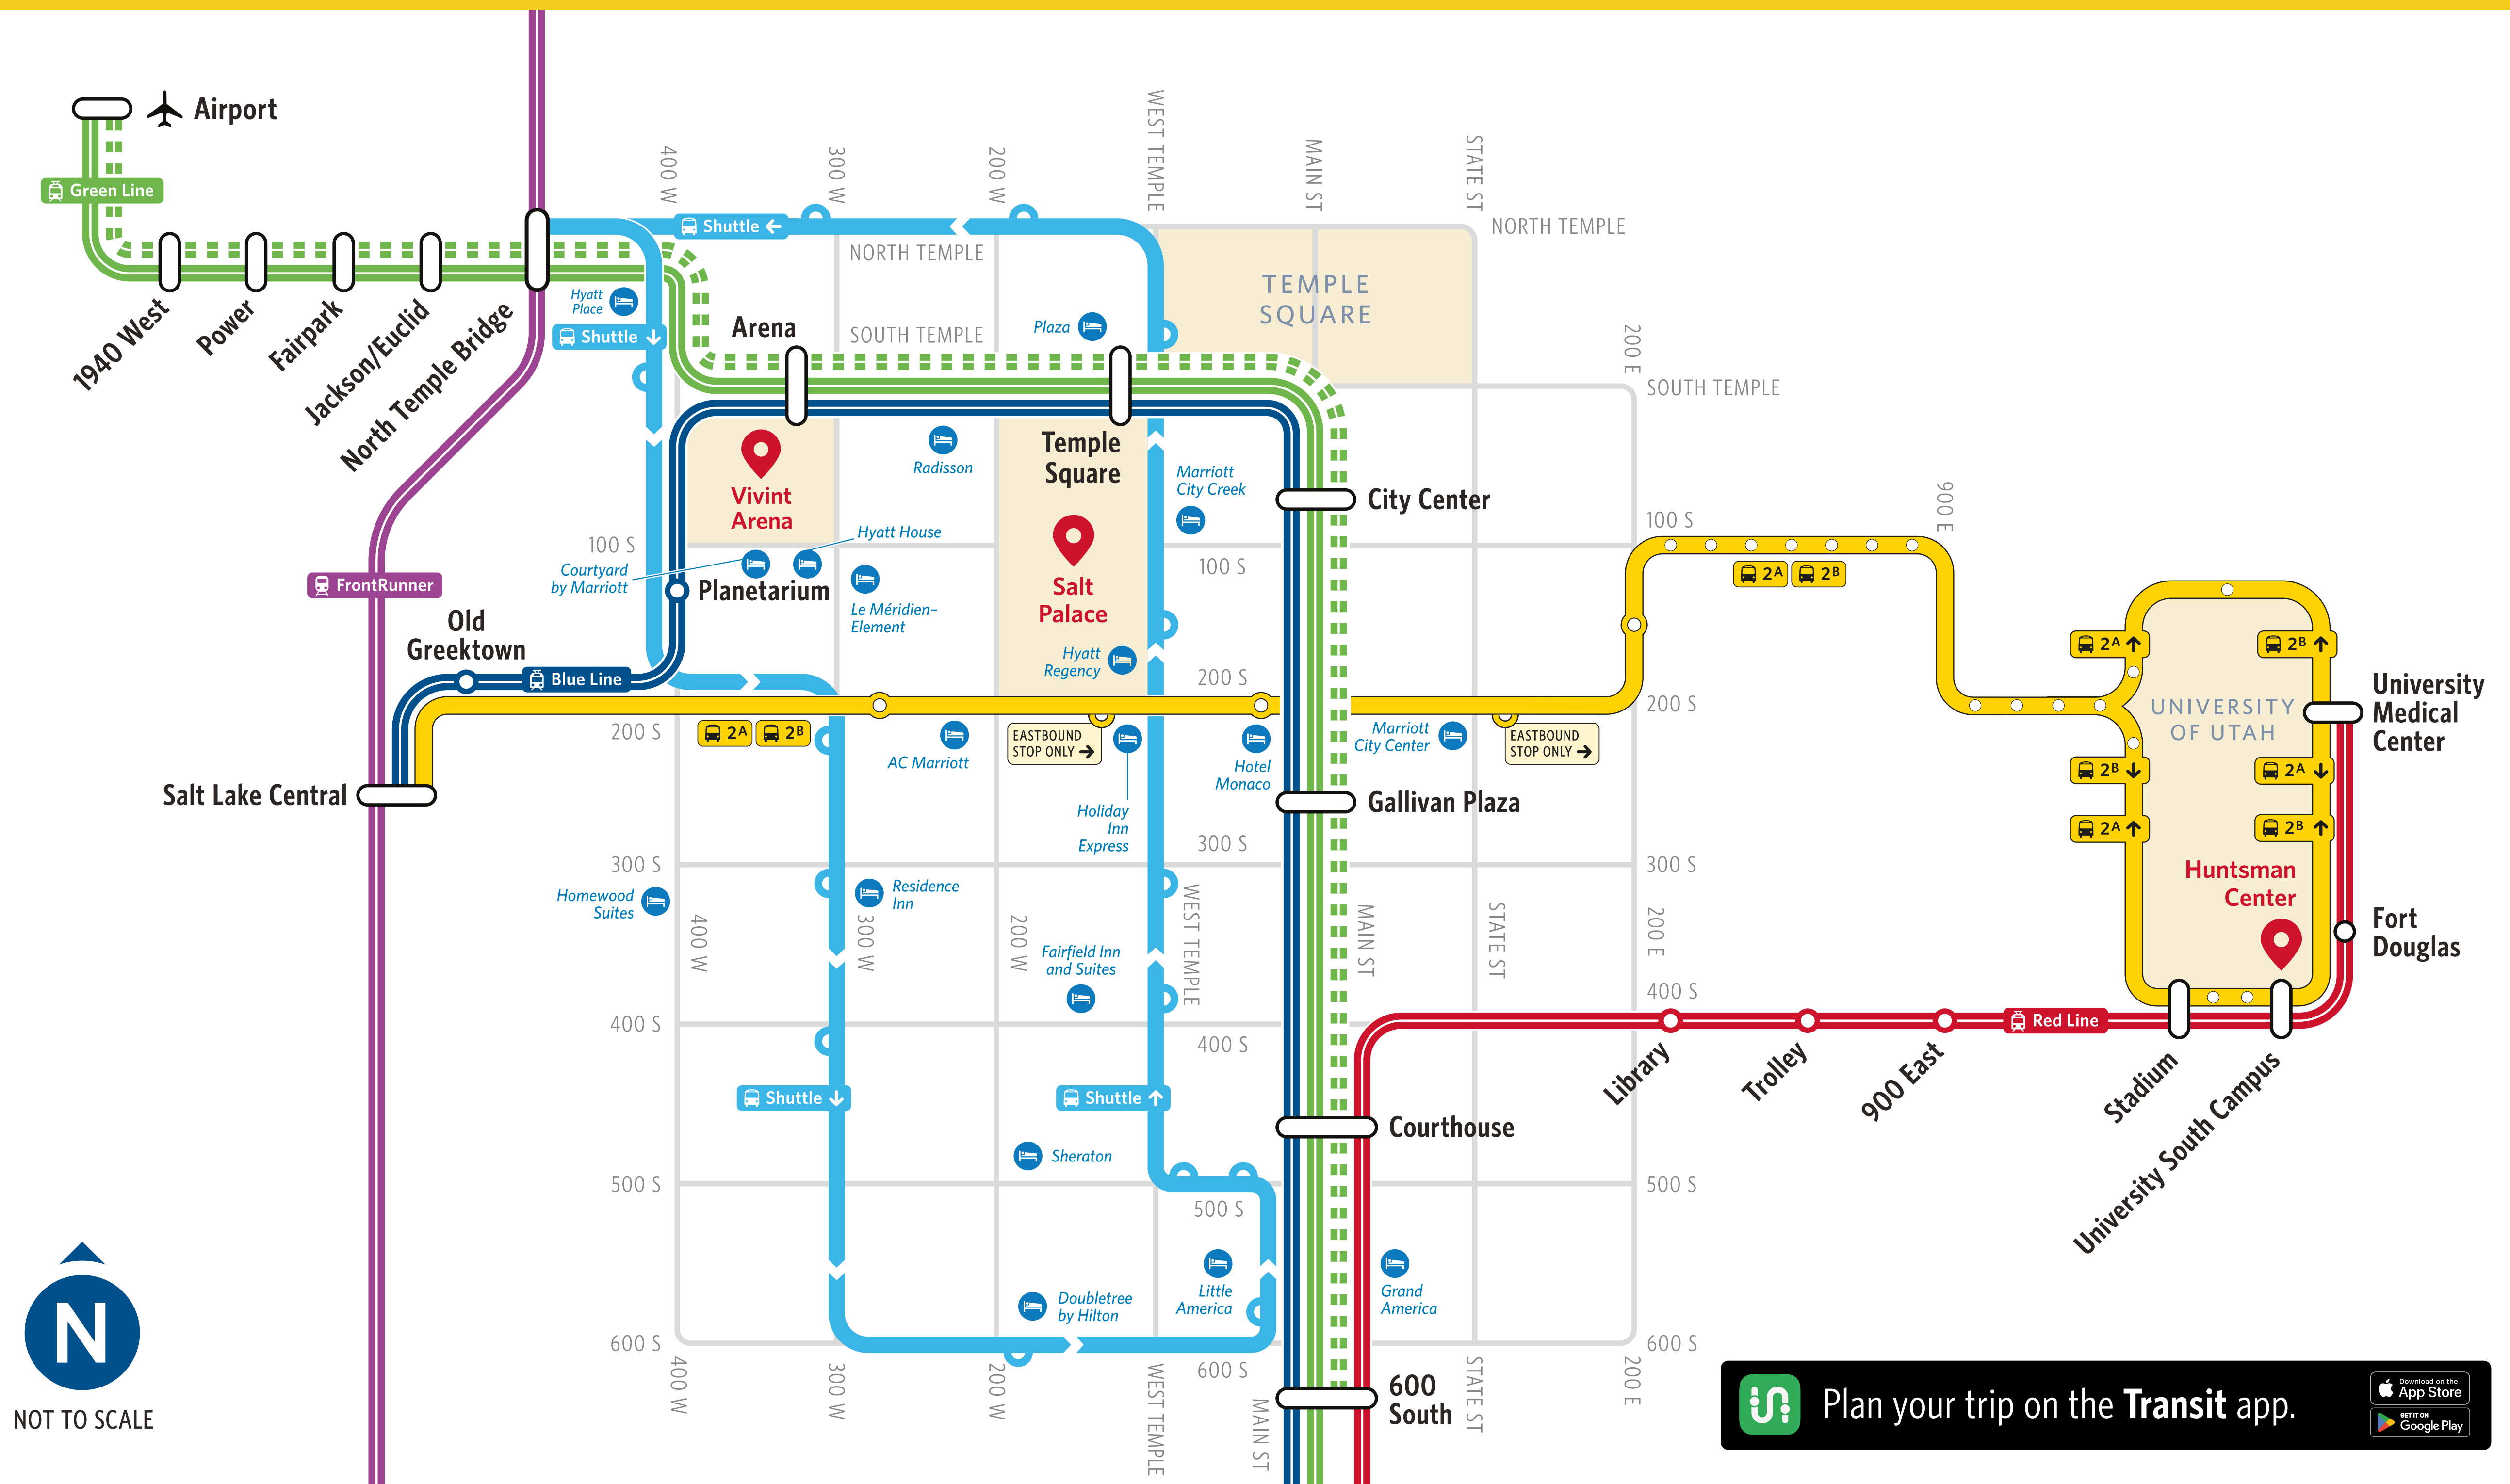 Airport
Green Line
1940 West
Power
Fairpark
Jackson/Euclid
North Temple Bridge
400 W
300 W
200 W
WEST TEMPLE
MAIN ST
STATE ST
Shuttle
NORTH TEMPLE
NORTH TEMPLE
TEMPLE
SQUARE
Hyatt
Place
Shuttle
Arena
SOUTH TEMPLE
Plaza
200 E
SOUTH TEMPLE
Vivint
Arena
Radisson
Temple
Square
Marriott
City Creek
City Center
100 S
900 E
100 S
Hyatt House
Courtyard
by Marriott
Planetarium
Le Méridien–
Element
Salt
Palace
100 S
2A
2B
FrontRunner
Old
Greektown
Blue Line
Hyatt
Regency
200 S
200 S
2A
2B
UNIVERSITY
OF UTAH
University
Medical
Center
200 S
2A
2B
AC Marriott
EASTBOUND
STOP ONLY
Hotel
Monaco
Marriott
City Center
EASTBOUND
STOP ONLY
2B
2A
Salt Lake Central
Holiday
Inn
Express
Gallivan Plaza
2A
2B
300 S
300 S
300 S
Homewood
Suites
Residence
Inn
Huntsman
Center
400 W
300 W
200 W
WEST TEMPLE
MAIN ST
STATE ST
200 E
Fairfield Inn
and Suites
Fort
Douglas
400 S
400 S
400 S
Red Line
Library
Trolley
900 East
Stadium
University South Campus
Shuttle
Shuttle
Courthouse
Sheraton
500 S
500 S
500 S
Doubletree
by Hilton
Little
America
Grand
America
600 S
600 S
600 S
400 W
300 W
200 W
WEST TEMPLE
MAIN ST
STATE ST
200 E
600
South
N
NOT TO SCALE
Plan your trip on the Transit app.
Download on the
App Store
GET IT ON
Google Play